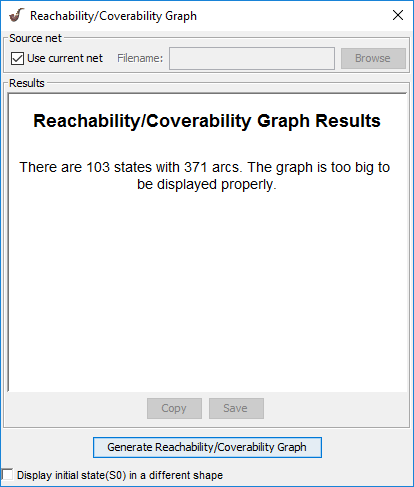 Reachability/Coverability Graph
Source net
Use current net Filename: Browse
Results
Reachability/Coverability Graph Results
There are 103 states with 371 arcs. The graph is too big to
be displayed properly.
Copy Save
Generate Reachability/Coverability Graph
Display initial state(S0) in a different shape